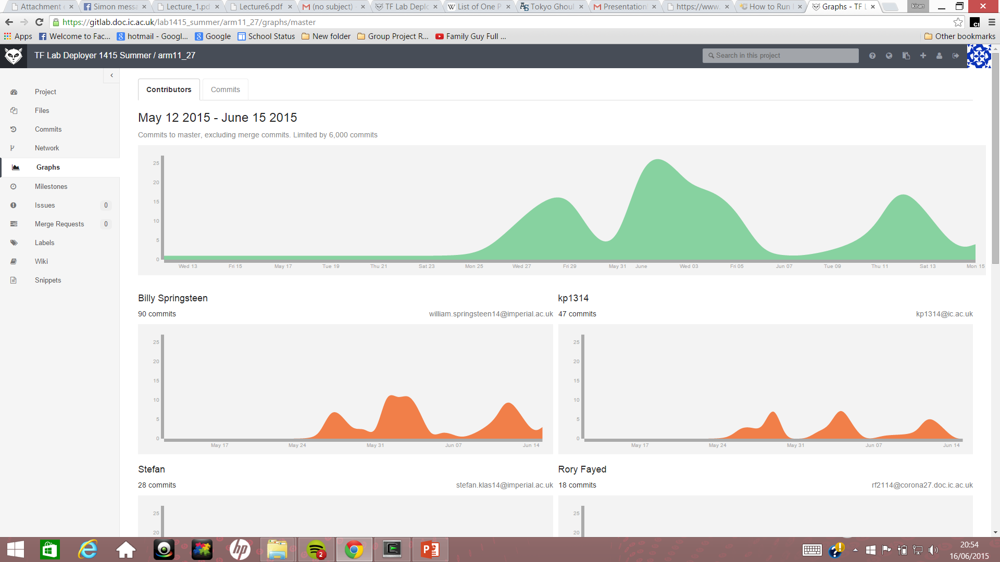 Attachment
Simon messa
Lecture_1.pd
Lecture6.pdf
(no subject)
TF Lab Deplo
List of One P
Tokyo Ghoul
Presentation
https://www.
How to Run
Graphs - TF L
kiran
https://gitlab.doc.ic.ac.uk/lab1415_summer/arm11_27/graphs/master
Apps
Welcome to Fac...
hotmail - Googl...
Google
School Status
New folder
Group Project R...
Family Guy Full ...
Other bookmarks
TF Lab Deployer 1415 Summer / arm11_27
Search in this project
Project
Files
Commits
Network
Graphs
Milestones
Issues 0
Merge Requests 0
Labels
Wiki
Snippets
Contributors
Commits
May 12 2015 - June 15 2015
Commits to master, excluding merge commits. Limited by 6,000 commits
25
20
15
10
5
0
Wed 13 Fri 15 May 17 Tue 19 Thu 21 Sat 23 Mon 25 Wed 27 Fri 29 May 31 June Wed 03 Fri 05 Jun 07 Tue 09 Thu 11 Sat 13 Mon 15
Billy Springsteen
90 commits william.springsteen14@imperial.ac.uk
25
20
15
10
5
0
May 17 May 24 May 31 Jun 07 Jun 14
kp1314
47 commits kp1314@ic.ac.uk
25
20
15
10
5
0
May 17 May 24 May 31 Jun 07 Jun 14
Stefan
28 commits stefan.klas14@imperial.ac.uk
25
20
Rory Fayed
18 commits rf2114@corona27.doc.ic.ac.uk
25
20
2
20:54
16/06/2015